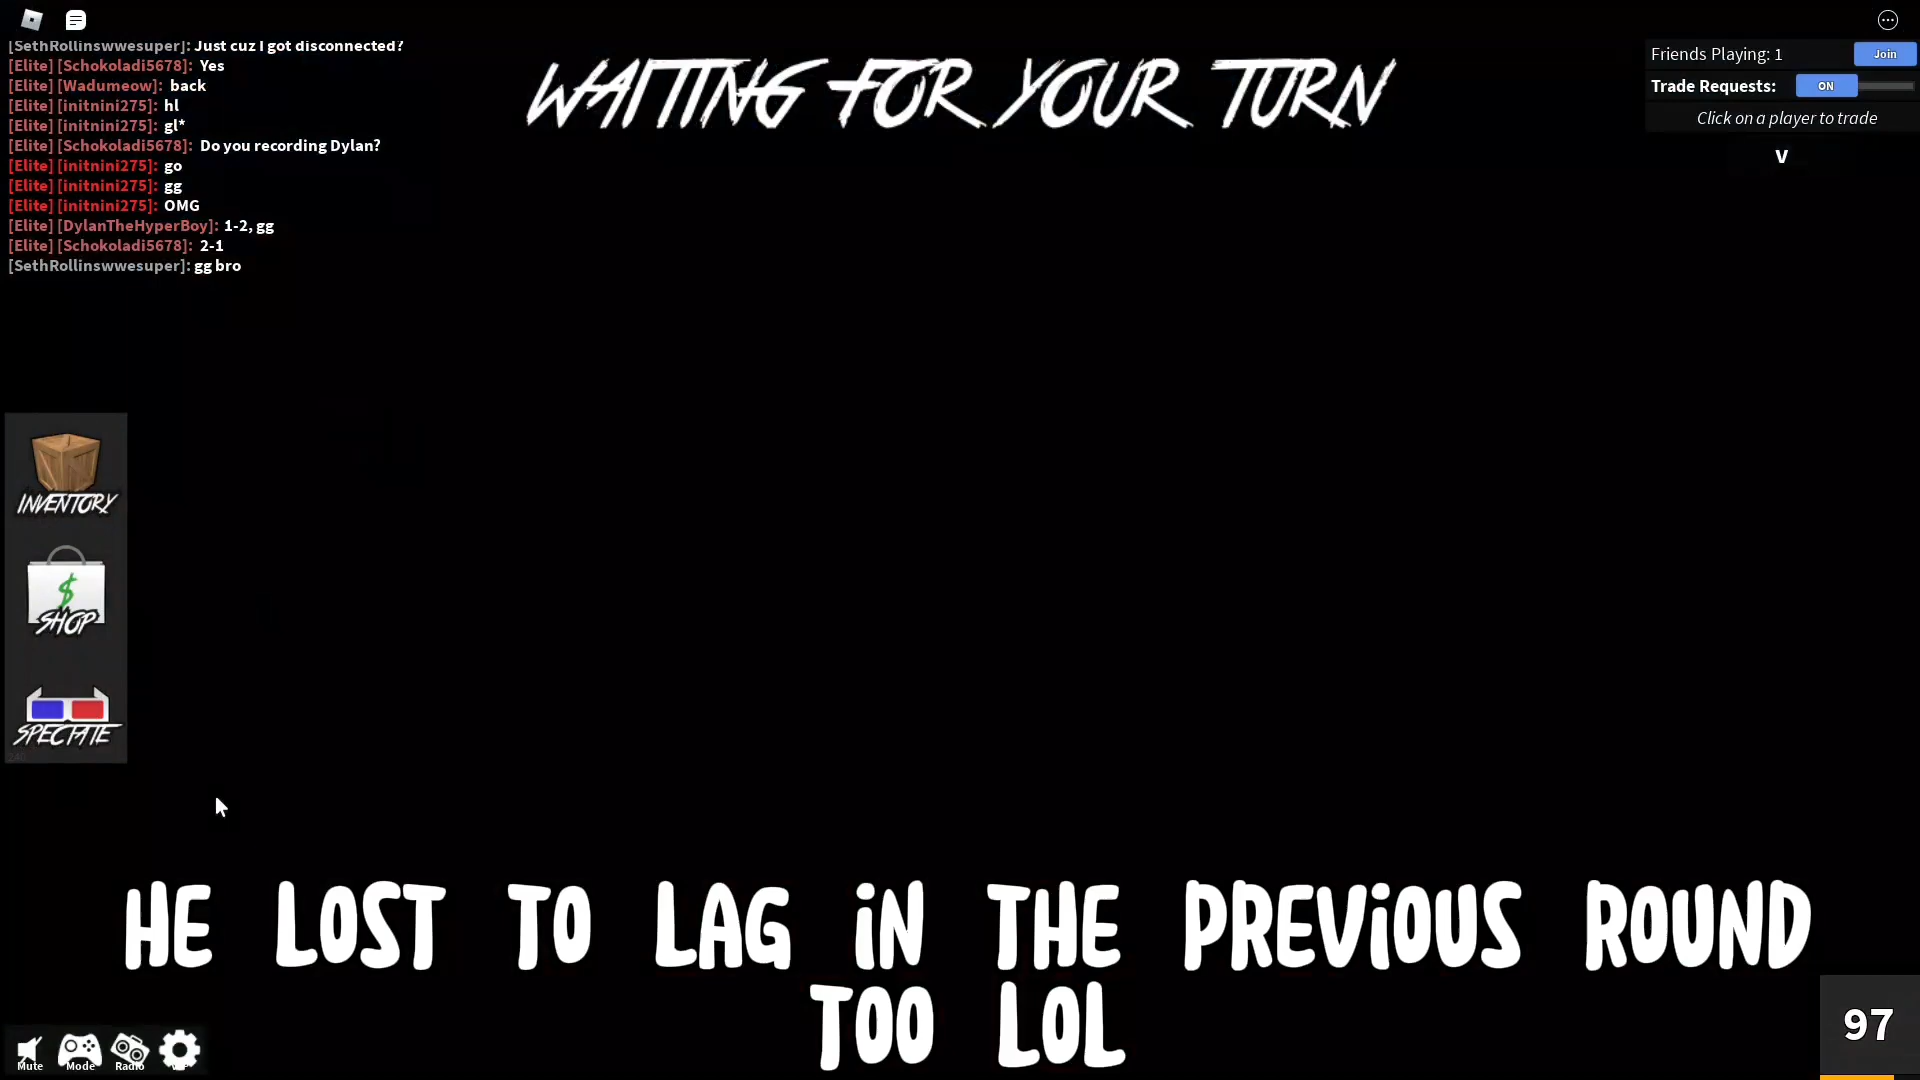 [SethRollinswwesuper]: Just cuz I got disconnected?
[Elite] [Schokoladi5678]: Yes
[Elite] [Wadumeow]: back
[Elite] [initnini275]: hl
[Elite] [initnini275]: gl*
[Elite] [Schokoladi5678]: Do you recording Dylan?
[Elite] [initnini275]: go
[Elite] [initnini275]: gg
[Elite] [initnini275]: OMG
[Elite] [DylanTheHyperBoy]: 1-2, gg
[Elite] [Schokoladi5678]: 2-1
[SethRollinswwesuper]: gg bro
WAITING FOR YOUR TURN
Friends Playing: 1 Join
Trade Requests: ON
Click on a player to trade
v
INVENTORY
$
SHOP
SPECTATE
HE LOST TO LAG iN THE PREViOUS ROUND
TOO LOL
Mute Mode Radio
97